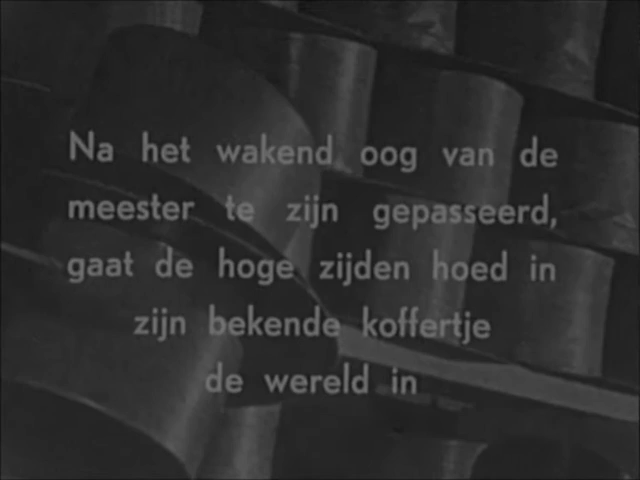 Na het wakend oog van de
meester te zijn gepasseerd,
gaat de hoge zijden hoed in
zijn bekende koffertje
de wereld in